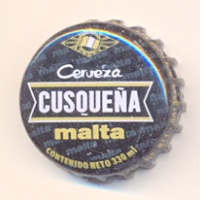 Cerveza
CUSQUEÑA
malta
CONTENIDO NETO 330 ml